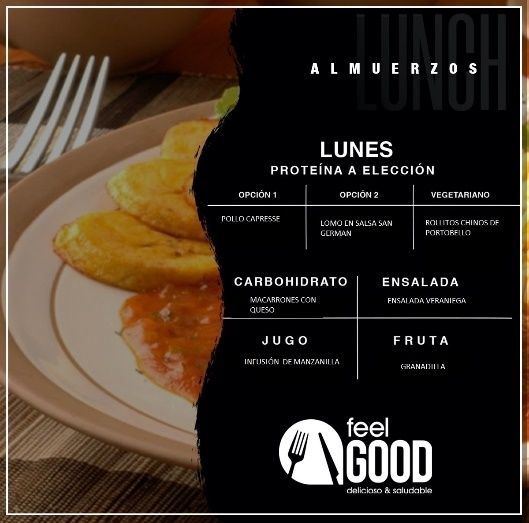 LUNCH
ALMUERZOS
LUNES
PROTEÍNA A ELECCIÓN
OPCIÓN 1
OPCIÓN 2
VEGETARIANO
POLLO CAPRESSE
LOMO EN SALSA SAN
GERMAN
ROLLITOS CHINOS DE
PORTOBELLO
CARBOHIDRATO
ENSALADA
MACARRONES CON
QUESO
ENSALADA VERANIEGA
JUGO
FRUTA
INFUSIÓN DE MANZANILLA
GRANADILLA
feel
GOOD
delicioso & saludable